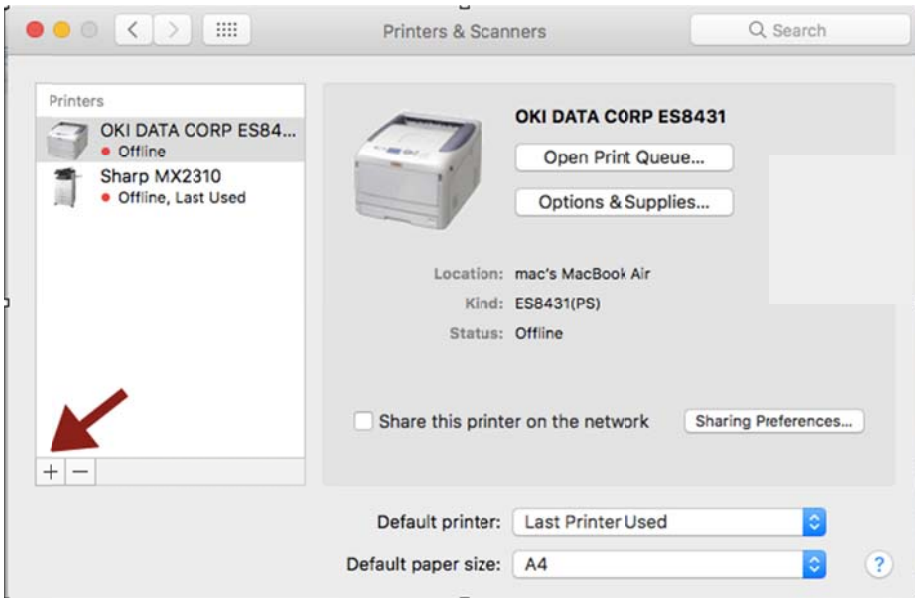 Printers & Scanners
Search
Printers
OKI DATA CORP ES84...
Offline
Sharp MX2310
Offline, Last Used
+ −
OKI DATA CORP ES8431
Open Print Queue...
Options & Supplies...
Location: mac's MacBook Air
Kind: ES8431(PS)
Status: Offline
Share this printer on the network
Sharing Preferences...
Default printer: Last Printer Used
Default paper size: A4
?